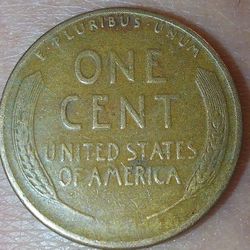 E·PLURIBUS·UNUM
ONE
CENT
UNITED STATES
OF AMERICA